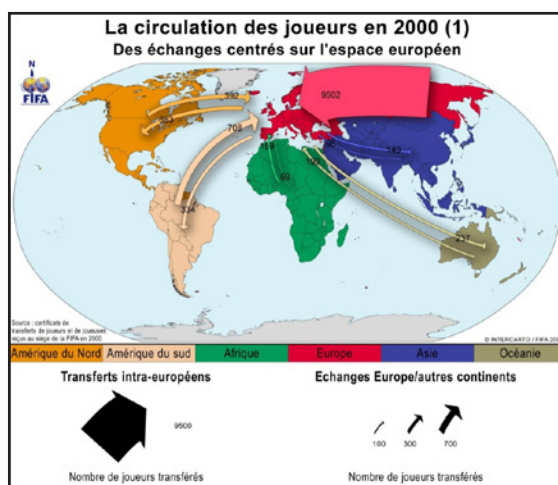 La circulation des joueurs en 2000 (1)
Des échanges centrés sur l'espace européen
N
FIFA
392
9502
708
69
334
237
Source : certificats de
transferts de joueurs et de joueuses
reçus au siège de la FIFA en 2000
© INTERCARTO / FIFA
Amérique du Nord Amérique du sud Afrique Europe Asie Océanie
Transferts intra-européens
Echanges Europe/autres continents
9500
100 300 700
Nombre de joueurs transférés
Nombre de joueurs transférés